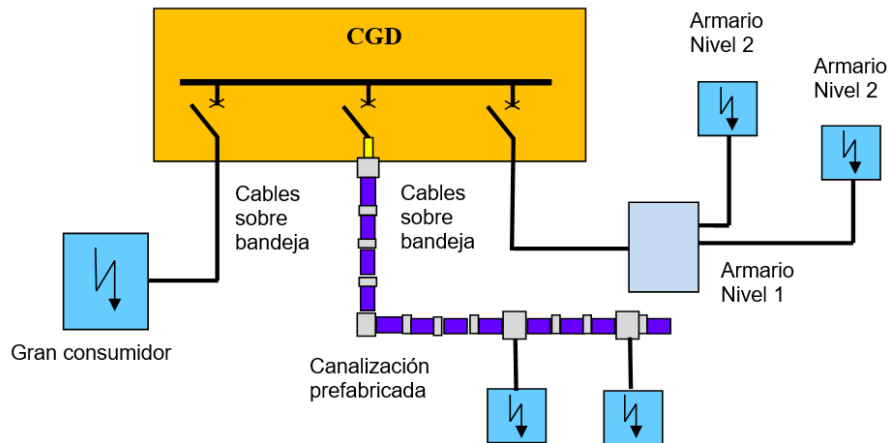 CGD
Armario
Nivel 2
Armario
Nivel 2
Cables
sobre
bandeja
Cables
sobre
bandeja
Armario
Nivel 1
Gran consumidor
Canalización
prefabricada